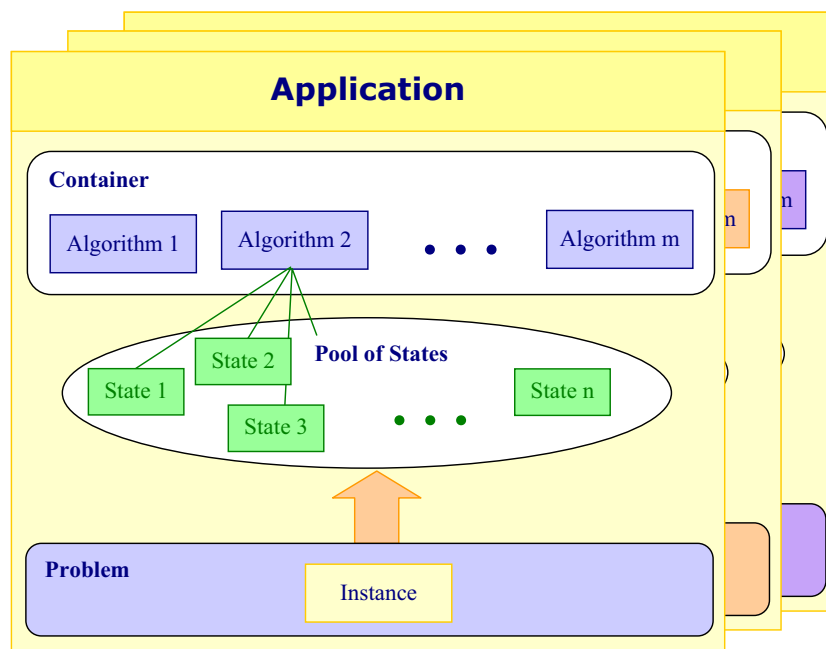 Application
Container
Algorithm 1
Algorithm 2
• • •
Algorithm m
m
m
Pool of States
State 1
State 2
State 3
• • •
State n
Problem
Instance